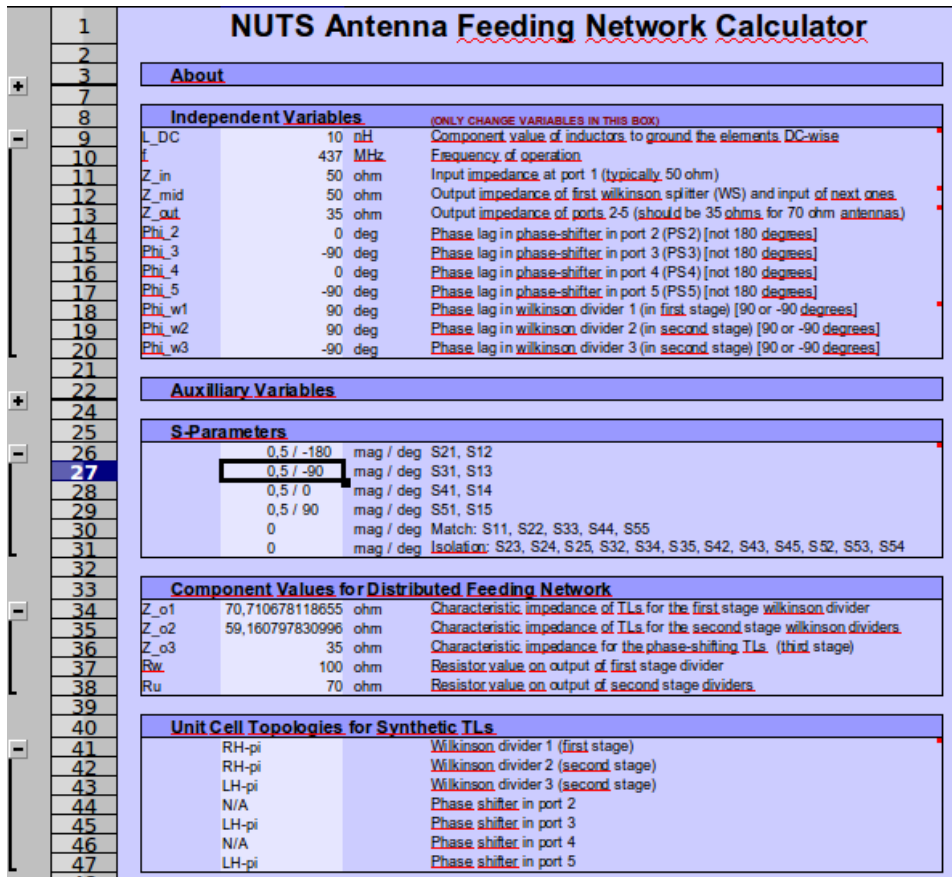 1 NUTS Antenna Feeding Network Calculator
2
3 About
7
8 Independent Variables (ONLY CHANGE VARIABLES IN THIS BOX)
9 L_DC 10 nH Component value of inductors to ground the elements DC-wise
10 f 437 MHz Frequency of operation
11 Z_in 50 ohm Input impedance at port 1 (typically 50 ohm)
12 Z_mid 50 ohm Output impedance of first wilkinson splitter (WS) and input of next ones
13 Z_out 35 ohm Output impedance of ports 2-5 (should be 35 ohms for 70 ohm antennas)
14 Phi_2 0 deg Phase lag in phase-shifter in port 2 (PS2) [not 180 degrees]
15 Phi_3 -90 deg Phase lag in phase-shifter in port 3 (PS3) [not 180 degrees]
16 Phi_4 0 deg Phase lag in phase-shifter in port 4 (PS4) [not 180 degrees]
17 Phi_5 -90 deg Phase lag in phase-shifter in port 5 (PS5) [not 180 degrees]
18 Phi_w1 90 deg Phase lag in wilkinson divider 1 (in first stage) [90 or -90 degrees]
19 Phi_w2 90 deg Phase lag in wilkinson divider 2 (in second stage) [90 or -90 degrees]
20 Phi_w3 -90 deg Phase lag in wilkinson divider 3 (in second stage) [90 or -90 degrees]
21
22 Auxilliary Variables
24
25 S-Parameters
26 0,5 / -180 mag / deg S21, S12
27 0,5 / -90 mag / deg S31, S13
28 0,5 / 0 mag / deg S41, S14
29 0,5 / 90 mag / deg S51, S15
30 0 mag / deg Match: S11, S22, S33, S44, S55
31 0 mag / deg Isolation: S23, S24, S25, S32, S34, S35, S42, S43, S45, S52, S53, S54
32
33 Component Values for Distributed Feeding Network
34 Z_o1 70,710678118655 ohm Characteristic impedance of TLs for the first stage wilkinson divider
35 Z_o2 59,160797830996 ohm Characteristic impedance of TLs for the second stage wilkinson dividers
36 Z_o3 35 ohm Characteristic impedance for the phase-shifting TLs (third stage)
37 Rw 100 ohm Resistor value on output of first stage divider
38 Ru 70 ohm Resistor value on output of second stage dividers
39
40 Unit Cell Topologies for Synthetic TLs
41 RH-pi Wilkinson divider 1 (first stage)
42 RH-pi Wilkinson divider 2 (second stage)
43 LH-pi Wilkinson divider 3 (second stage)
44 N/A Phase shifter in port 2
45 LH-pi Phase shifter in port 3
46 N/A Phase shifter in port 4
47 LH-pi Phase shifter in port 5